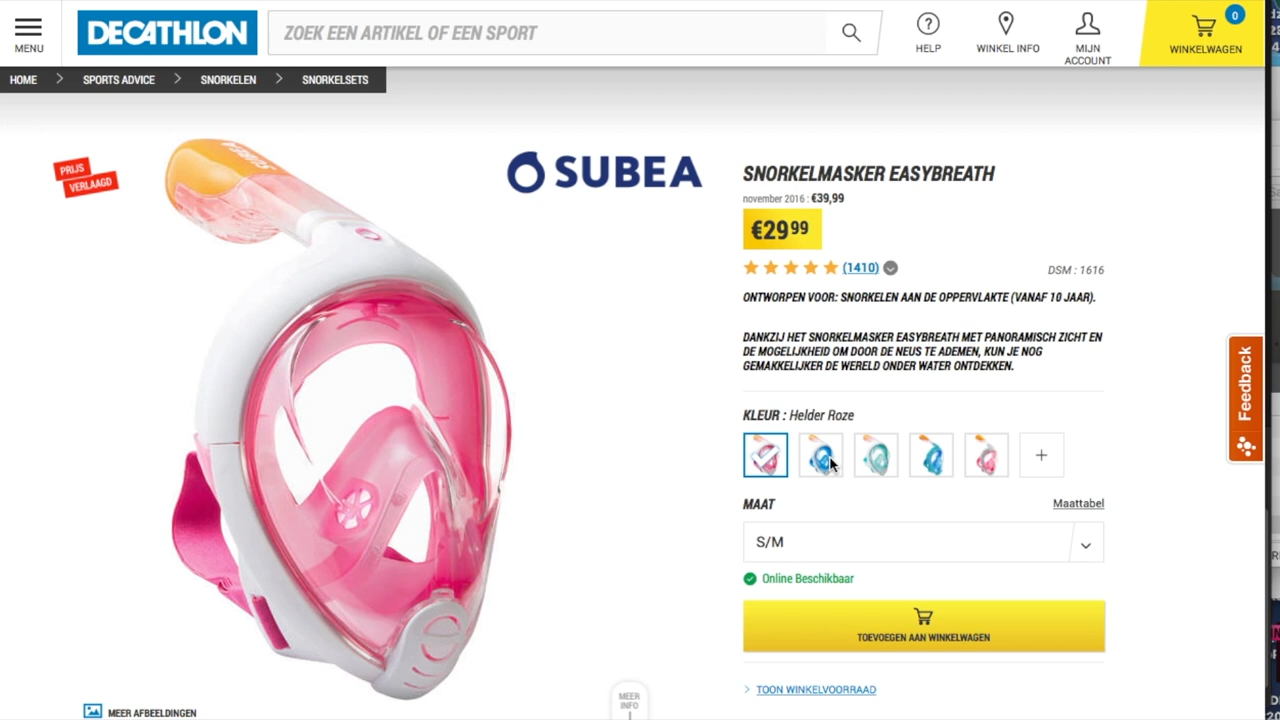 MENU
DECATHLON
ZOEK EEN ARTIKEL OF EEN SPORT
HELP
WINKEL INFO
MIJN
ACCOUNT
0
WINKELWAGEN
HOME > SPORTS ADVICE > SNORKELEN > SNORKELSETS
PRIJS
VERLAAGD
SUBEA
SUBEA
SNORKELMASKER EASYBREATH
november 2016 : €39,99
€29 99
(1410)
DSM : 1616
ONTWORPEN VOOR: SNORKELEN AAN DE OPPERVLAKTE (VANAF 10 JAAR).
DANKZIJ HET SNORKELMASKER EASYBREATH MET PANORAMISCH ZICHT EN
DE MOGELIJKHEID OM DOOR DE NEUS TE ADEMEN, KUN JE NOG
GEMAKKELIJKER DE WERELD ONDER WATER ONTDEKKEN.
Feedback
KLEUR : Helder Roze
+
MAAT
Maattabel
S/M
Online Beschikbaar
TOEVOEGEN AAN WINKELWAGEN
> TOON WINKELVOORRAAD
MEER
INFO
MEER AFBEELDINGEN